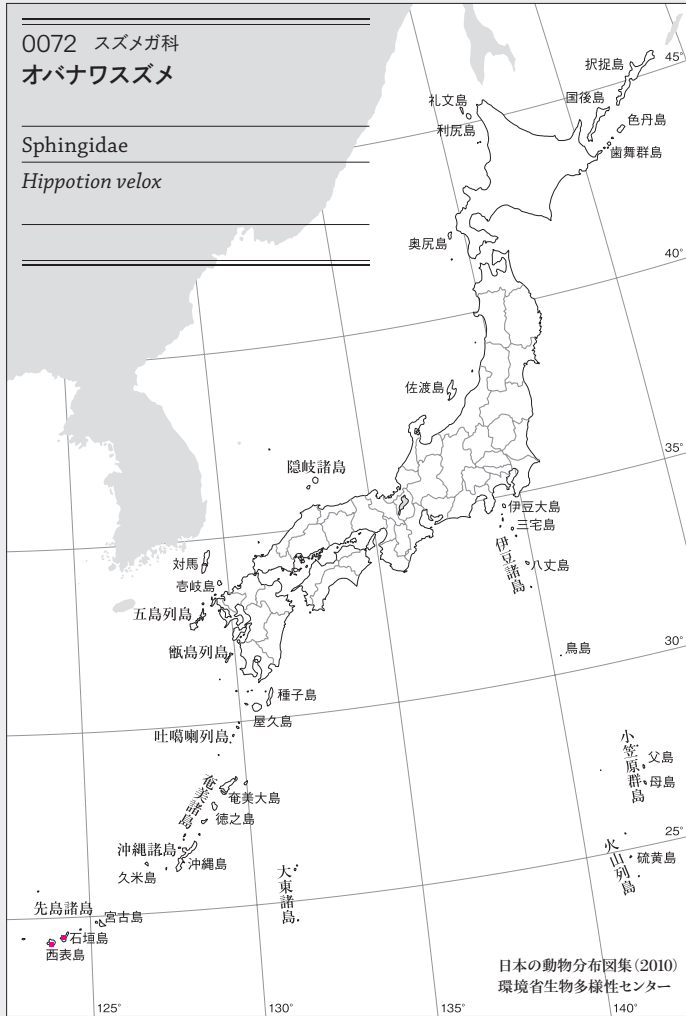 0072 スズメガ科
オバナワスズメ
Sphingidae
Hippotion velox
択捉島
45°
国後島
礼文島
色丹島
利尻島
歯舞群島
奥尻島
40°
佐渡島
35°
隠岐諸島
伊豆大島
三宅島
伊豆諸島
八丈島
対馬
壱岐島
五島列島
甑島列島
鳥島
30°
種子島
屋久島
吐噶喇列島
小笠原群島
父島
母島
奄美諸島
奄美大島
徳之島
25°
沖縄諸島
沖縄島
久米島
火山列島
硫黄島
大東諸島
先島諸島
宮古島
石垣島
西表島
日本の動物分布図集(2010)
環境省生物多様性センター
125°
130°
135°
140°